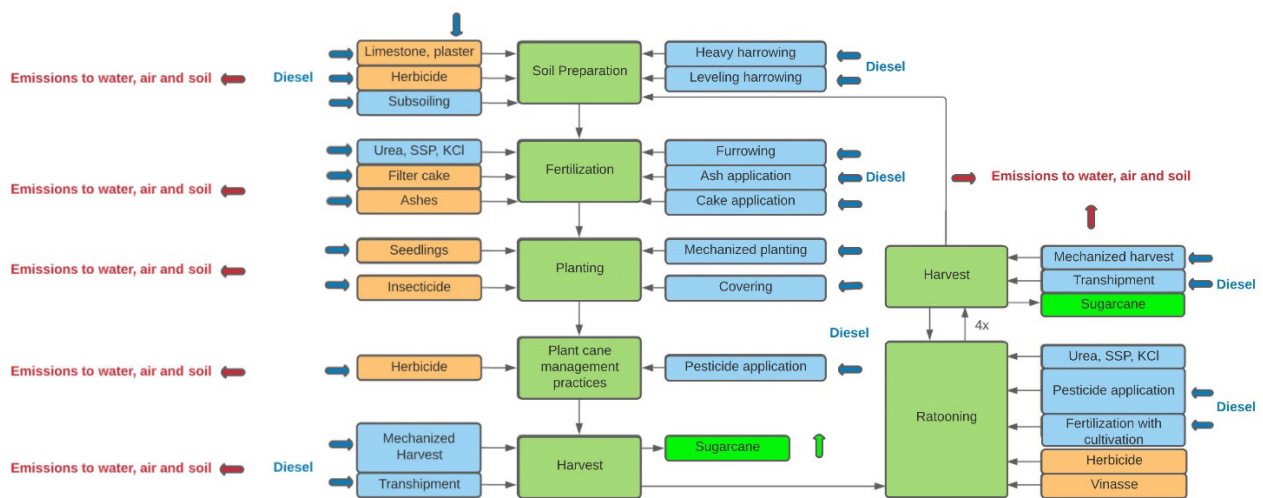 Limestone, plaster
Herbicide
Subsoiling
Soil Preparation
Heavy harrowing
Leveling harrowing
Diesel
Diesel
Emissions to water, air and soil
Urea, SSP, KCl
Filter cake
Ashes
Fertilization
Furrowing
Ash application
Cake application
Diesel
Emissions to water, air and soil
Emissions to water, air and soil
Seedlings
Insecticide
Planting
Mechanized planting
Covering
Emissions to water, air and soil
Harvest
Mechanized harvest
Transhipment
Sugarcane
Diesel
4x
Diesel
Herbicide
Plant cane
management
practices
Pesticide application
Emissions to water, air and soil
Ratooning
Urea, SSP, KCl
Pesticide application
Fertilization with
cultivation
Herbicide
Vinasse
Diesel
Mechanized
Harvest
Transhipment
Harvest
Sugarcane
Diesel
Emissions to water, air and soil